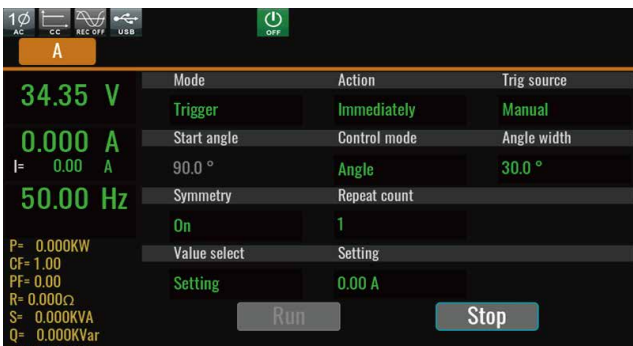 1Ø AC CC REC OFF USB OFF
A
34.35 V
0.000 A
I= 0.00 A
50.00 Hz
P= 0.000KW
CF= 1.00
PF= 0.00
R= 0.000Ω
S= 0.000KVA
Q= 0.000KVar
Mode Action Trig source
Trigger Immediately Manual
Start angle Control mode Angle width
90.0 ° Angle 30.0 °
Symmetry Repeat count
On 1
Value select Setting
Setting 0.00 A
Run Stop